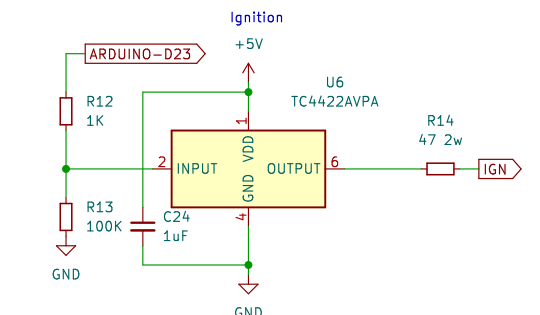 Ignition
+5V
ARDUINO-D23
U6
TC4422AVPA
R12
1K
R14
47 2w
1
2
INPUT
VDD
GND
OUTPUT
6
IGN
4
R13
100K
C24
1uF
GND
GND